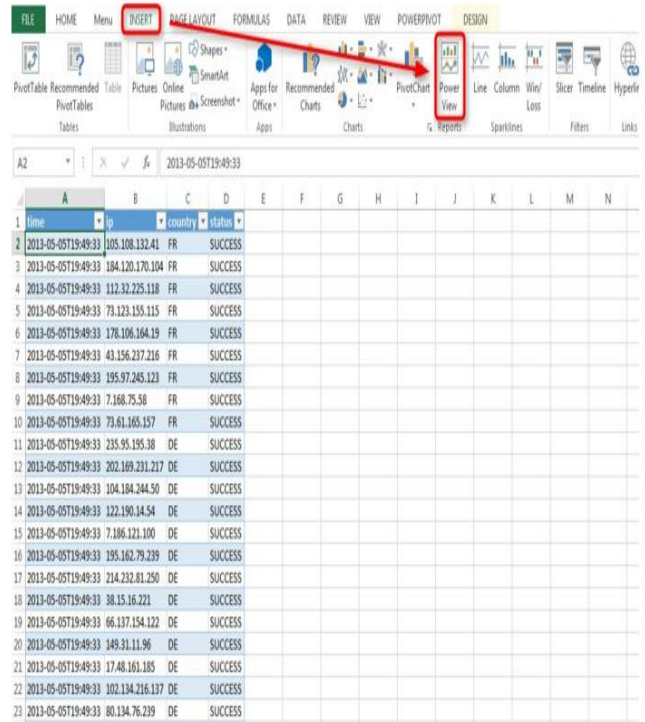 FILE HOME Menu INSERT PAGE LAYOUT FORMULAS DATA REVIEW VIEW POWERPIVOT DESIGN
PivotTable Recommended PivotTables Table Pictures Online Pictures Shapes SmartArt Screenshot Apps for Office Recommended Charts PivotChart Power View Line Column Win/Loss Slicer Timeline
Tables Illustrations Apps Charts Reports Sparklines Filters Links
A2 fx 2013-05-05T19:49:33
A B C D E F G H I J K L M N
1 time ip country status
2 2013-05-05T19:49:33 105.108.132.41 FR SUCCESS
3 2013-05-05T19:49:33 184.120.170.104 FR SUCCESS
4 2013-05-05T19:49:33 112.32.225.118 FR SUCCESS
5 2013-05-05T19:49:33 73.123.155.115 FR SUCCESS
6 2013-05-05T19:49:33 178.106.164.19 FR SUCCESS
7 2013-05-05T19:49:33 43.156.237.216 FR SUCCESS
8 2013-05-05T19:49:33 195.97.245.123 FR SUCCESS
9 2013-05-05T19:49:33 7.168.75.58 FR SUCCESS
10 2013-05-05T19:49:33 73.61.165.157 FR SUCCESS
11 2013-05-05T19:49:33 235.95.195.38 DE SUCCESS
12 2013-05-05T19:49:33 202.169.231.217 DE SUCCESS
13 2013-05-05T19:49:33 104.184.244.50 DE SUCCESS
14 2013-05-05T19:49:33 122.190.14.54 DE SUCCESS
15 2013-05-05T19:49:33 7.186.121.100 DE SUCCESS
16 2013-05-05T19:49:33 195.162.79.239 DE SUCCESS
17 2013-05-05T19:49:33 214.232.81.250 DE SUCCESS
18 2013-05-05T19:49:33 38.15.16.221 DE SUCCESS
19 2013-05-05T19:49:33 66.137.154.122 DE SUCCESS
20 2013-05-05T19:49:33 149.31.11.96 DE SUCCESS
21 2013-05-05T19:49:33 17.48.161.185 DE SUCCESS
22 2013-05-05T19:49:33 102.134.216.137 DE SUCCESS
23 2013-05-05T19:49:33 80.134.76.239 DE SUCCESS